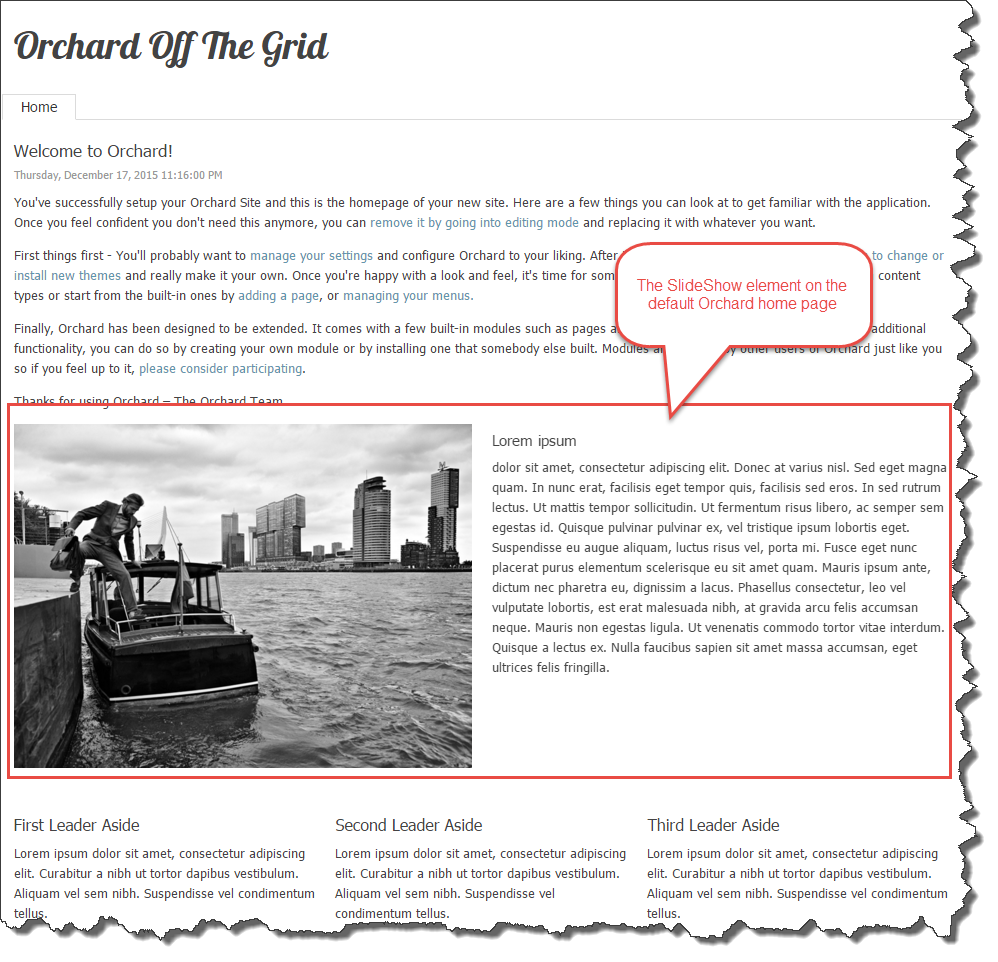 Orchard Off The Grid
Home
Welcome to Orchard!
Thursday, December 17, 2015 11:16:00 PM
You've successfully setup your Orchard Site and this is the homepage of your new site. Here are a few things you can look at to get familiar with the application.
Once you feel confident you don't need this anymore, you can remove it by going into editing mode and replacing it with whatever you want.
First things first - You'll probably want to manage your settings and configure Orchard to your liking. After to change or
install new themes and really make it your own. Once you're happy with a look and feel, it's time for som content
types or start from the built-in ones by adding a page, or managing your menus.
The SlideShow element on the
default Orchard home page
Finally, Orchard has been designed to be extended. It comes with a few built-in modules such as pages a additional
functionality, you can do so by creating your own module or by installing one that somebody else built. Modules by other users of Orchard just like you
so if you feel up to it, please consider participating.
Thanks for using Orchard – The Orchard Team
Lorem ipsum
dolor sit amet, consectetur adipiscing elit. Donec at varius nisl. Sed eget magna
quam. In nunc erat, facilisis eget tempor quis, facilisis sed eros. In sed rutrum
lectus. Ut mattis tempor sollicitudin. Ut fermentum risus libero, ac semper sem
egestas id. Quisque pulvinar pulvinar ex, vel tristique ipsum lobortis eget.
Suspendisse eu augue aliquam, luctus risus vel, porta mi. Fusce eget nunc
placerat purus elementum scelerisque eu sit amet quam. Mauris ipsum ante,
dictum nec pharetra eu, dignissim a lacus. Phasellus consectetur, leo vel
vulputate lobortis, est erat malesuada nibh, at gravida arcu felis accumsan
neque. Mauris non egestas ligula. Ut venenatis commodo tortor vitae interdum.
Quisque a lectus ex. Nulla faucibus sapien sit amet massa accumsan, eget
ultrices felis fringilla.
First Leader Aside
Lorem ipsum dolor sit amet, consectetur adipiscing
elit. Curabitur a nibh ut tortor dapibus vestibulum.
Aliquam vel sem nibh. Suspendisse vel condimentum
tellus.
Second Leader Aside
Lorem ipsum dolor sit amet, consectetur adipiscing
elit. Curabitur a nibh ut tortor dapibus vestibulum.
Aliquam vel sem nibh. Suspendisse vel
condimentum tellus.
Third Leader Aside
Lorem ipsum dolor sit amet, consectetur adipiscing
elit. Curabitur a nibh ut tortor dapibus vestibulum.
Aliquam vel sem nibh. Suspendisse vel condimentum
tellus.